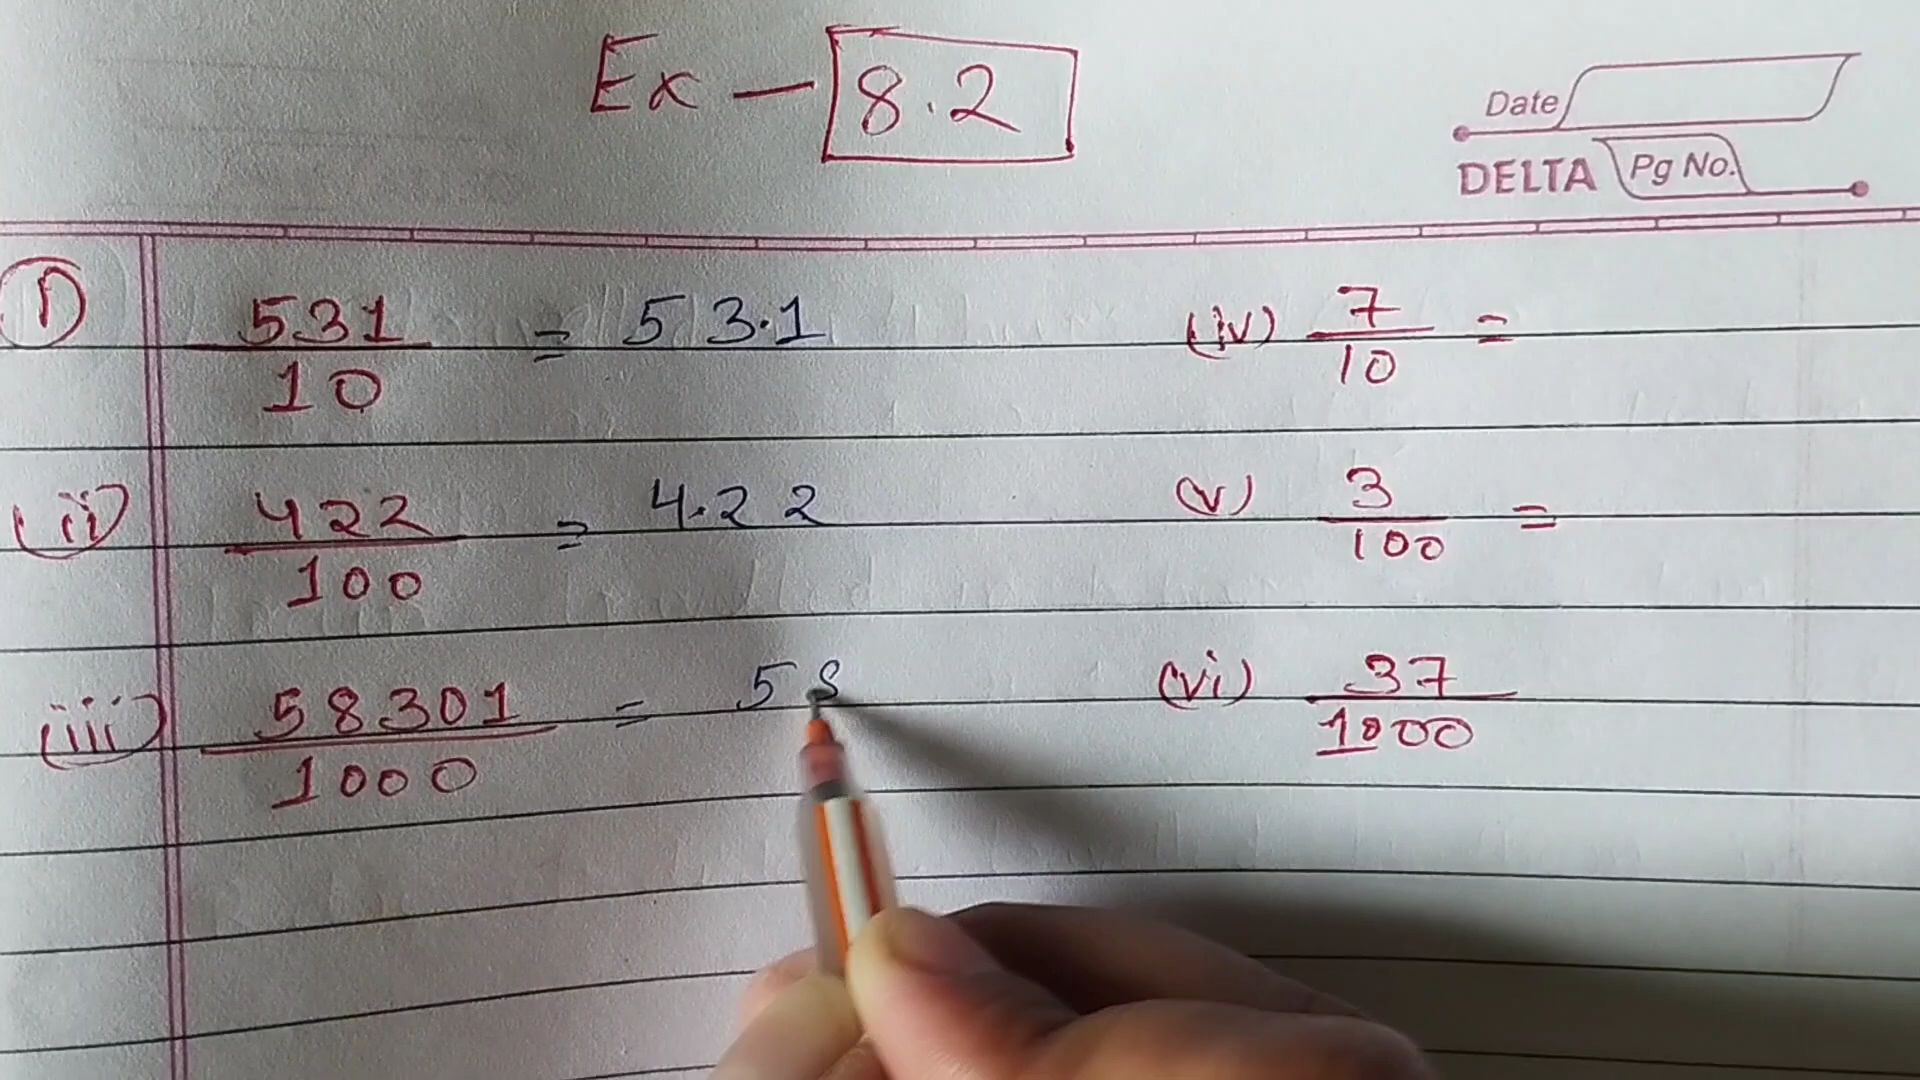 Ex - 8.2
Date
DELTA Pg No.
(1) 531/10 = 53.1
(iv) 7/10 =
(ii) 422/100 = 4.22
(v) 3/100 =
(iii) 58301/1000 = 58
(vi) 37/1000